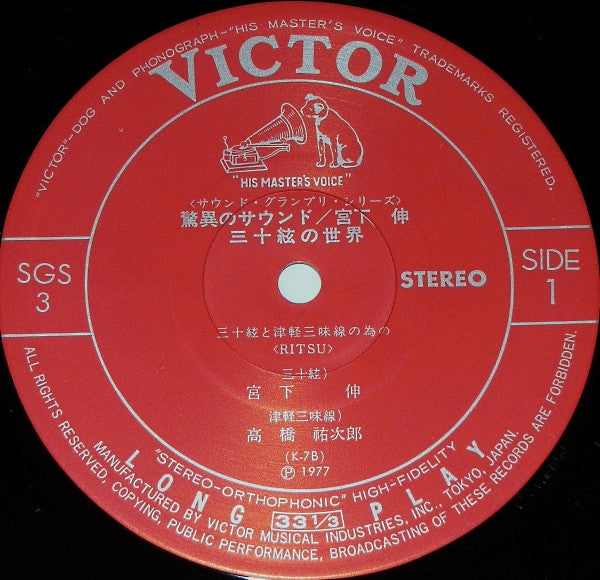 "VICTOR"–DOG AND PHONOGRAPH–"HIS MASTER'S VOICE" TRADEMARKS REGISTERED.
VICTOR
"HIS MASTER'S VOICE"
〈サウンド・グランプリ・シリーズ〉
驚異のサウンド／宮下 伸
三十絃の世界
SGS
3
STEREO
SIDE
1
三十絃と津軽三味線の為の
〈RITSU〉
三十絃)
宮下 伸
津軽三味線)
高橋 祐次郎
(K-7B)
Ⓟ 1977
"STEREO-ORTHOPHONIC" HIGH-FIDELITY
LONG 33 1/3 PLAY
ALL RIGHTS RESERVED, COPYING, PUBLIC PERFORMANCE, BROADCASTING OF THESE RECORDS ARE FORBIDDEN.
MANUFACTURED BY VICTOR MUSICAL INDUSTRIES, INC., TOKYO, JAPAN.